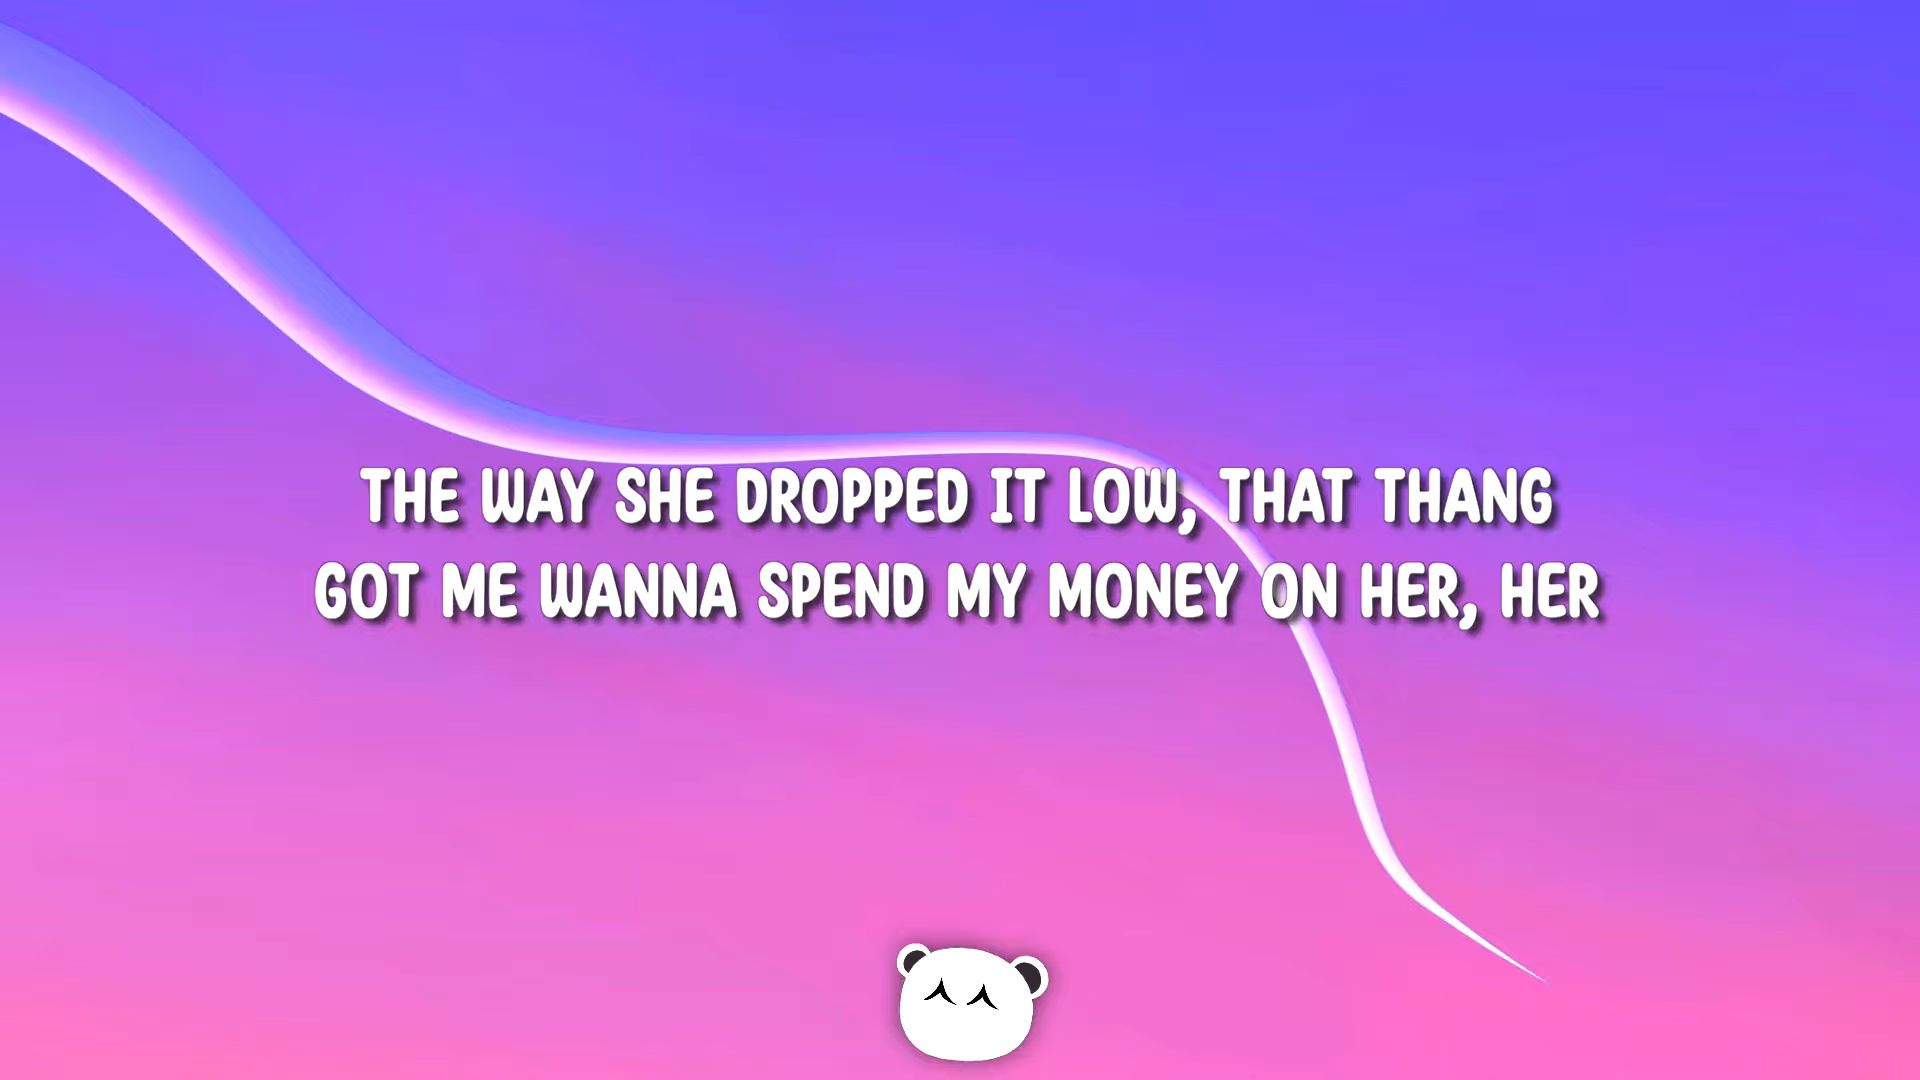 THE WAY SHE DROPPED IT LOW, THAT THANG
GOT ME WANNA SPEND MY MONEY ON HER, HER